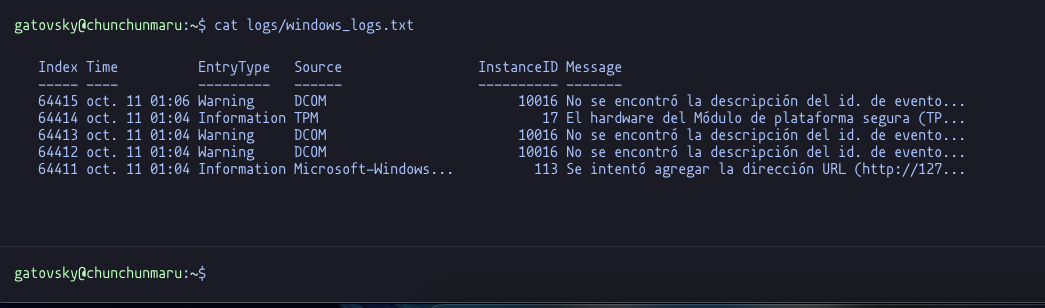 gatovsky@chunchunmaru:~$ cat logs/windows_logs.txt
Index Time EntryType Source InstanceID Message
----- ---- --------- ------ ---------- -------
64415 oct. 11 01:06 Warning DCOM 10016 No se encontró la descripción del id. de evento...
64414 oct. 11 01:04 Information TPM 17 El hardware del Módulo de plataforma segura (TP...
64413 oct. 11 01:04 Warning DCOM 10016 No se encontró la descripción del id. de evento...
64412 oct. 11 01:04 Warning DCOM 10016 No se encontró la descripción del id. de evento...
64411 oct. 11 01:04 Information Microsoft-Windows... 113 Se intentó agregar la dirección URL (http://127...
gatovsky@chunchunmaru:~$